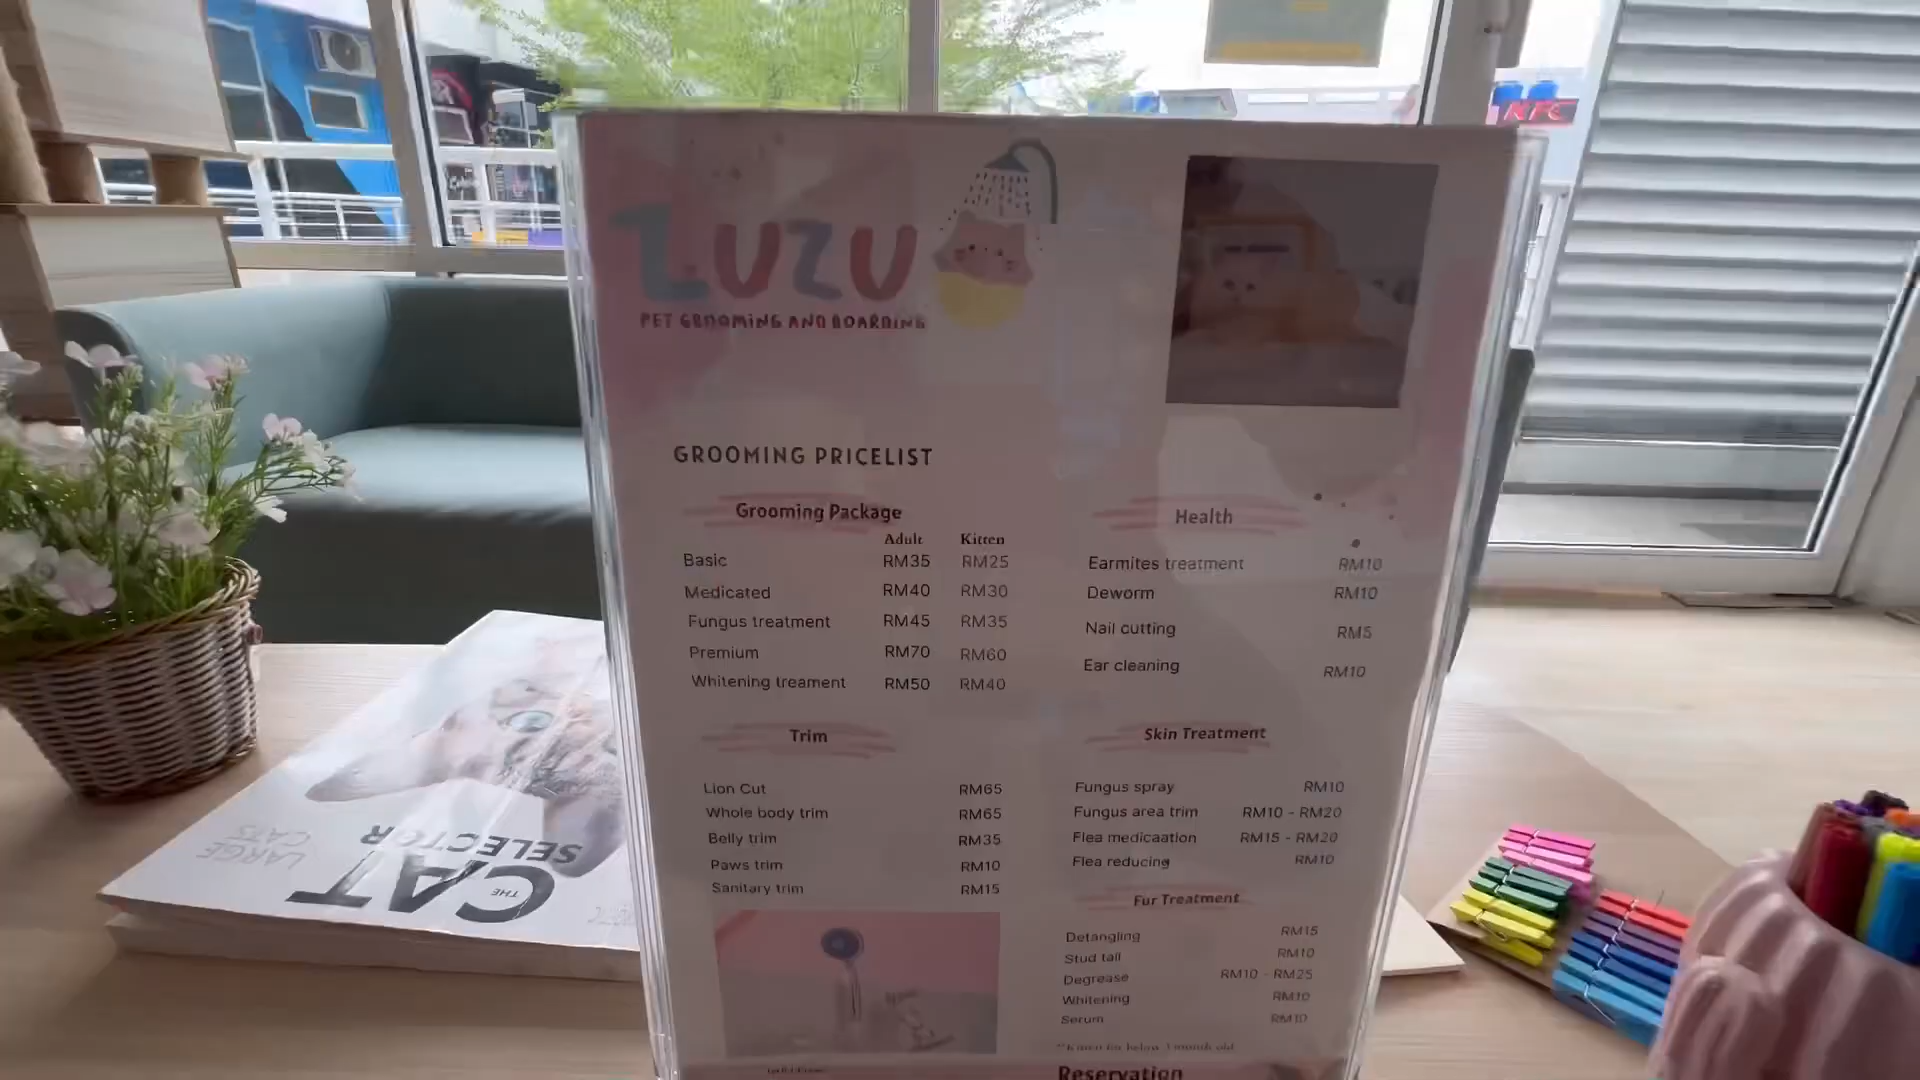 KFC
ZUZU
PET GROOMING AND BOARDING
GROOMING PRICELIST
Grooming Package
Adult Kitten
Basic RM35 RM25
Medicated RM40 RM30
Fungus treatment RM45 RM35
Premium RM70 RM60
Whitening treament RM50 RM40
Health
Earmites treatment RM10
Deworm RM10
Nail cutting RM5
Ear cleaning RM10
Trim
Lion Cut RM65
Whole body trim RM65
Belly trim RM35
Paws trim RM10
Sanitary trim RM15
Skin Treatment
Fungus spray RM10
Fungus area trim RM10 - RM20
Flea medicaation RM15 - RM20
Flea reducing RM10
Fur Treatment
Detangling RM15
Stud tail RM10
Degrease RM10 - RM25
Whitening RM10
Serum RM10
Reservation
THE
CAT
SELECTOR
LARGE
CATS